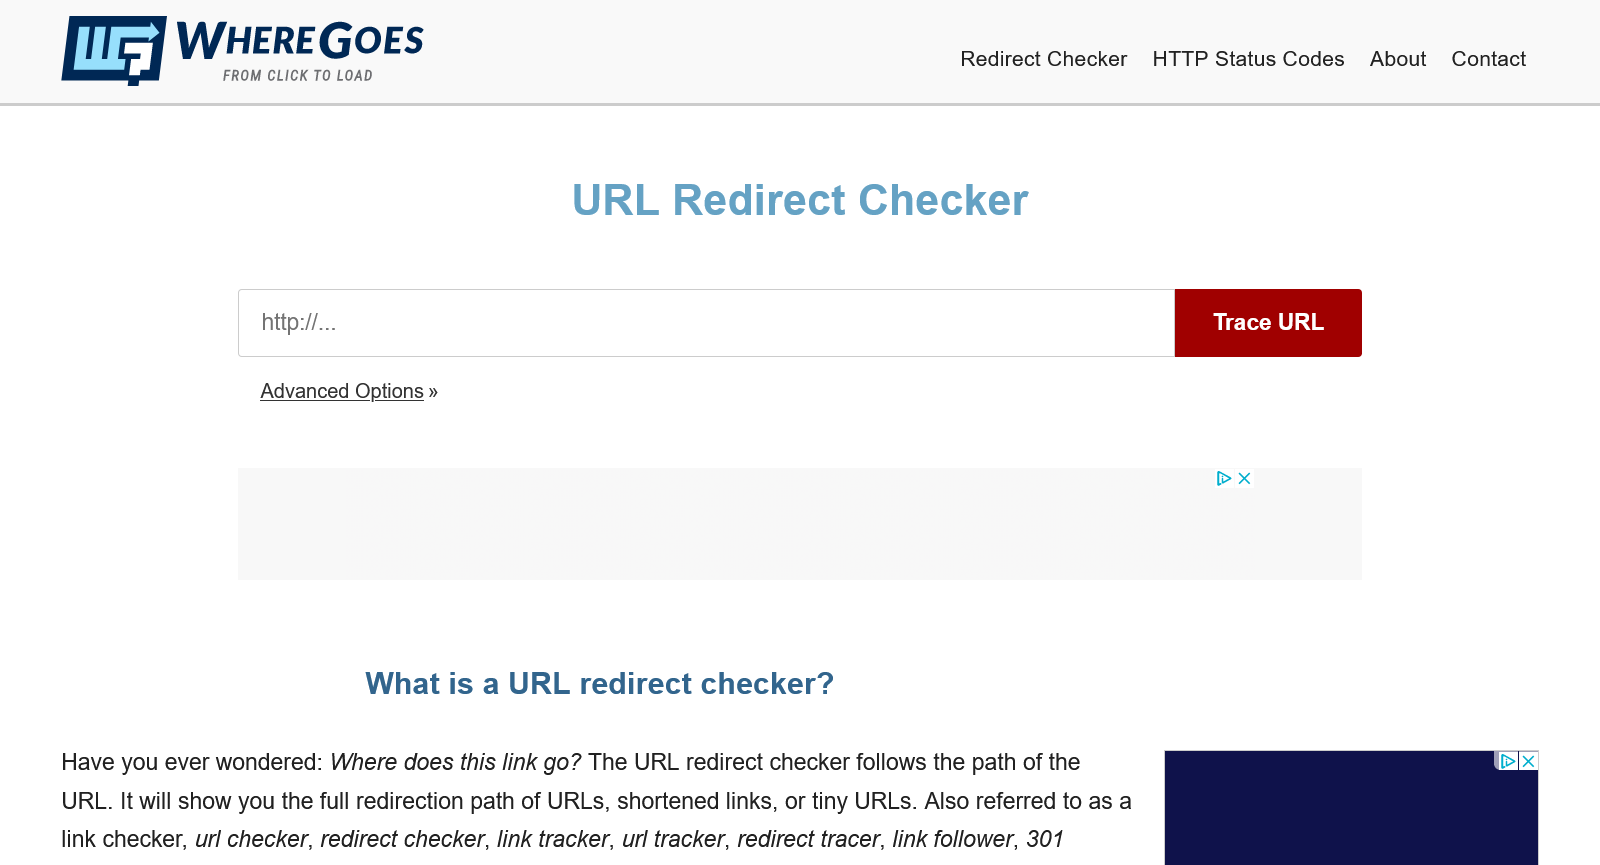 WHEREGOES
FROM CLICK TO LOAD
Redirect Checker HTTP Status Codes About Contact
URL Redirect Checker
http://... Trace URL
Advanced Options »
What is a URL redirect checker?
Have you ever wondered: Where does this link go? The URL redirect checker follows the path of the
URL. It will show you the full redirection path of URLs, shortened links, or tiny URLs. Also referred to as a
link checker, url checker, redirect checker, link tracker, url tracker, redirect tracer, link follower, 301